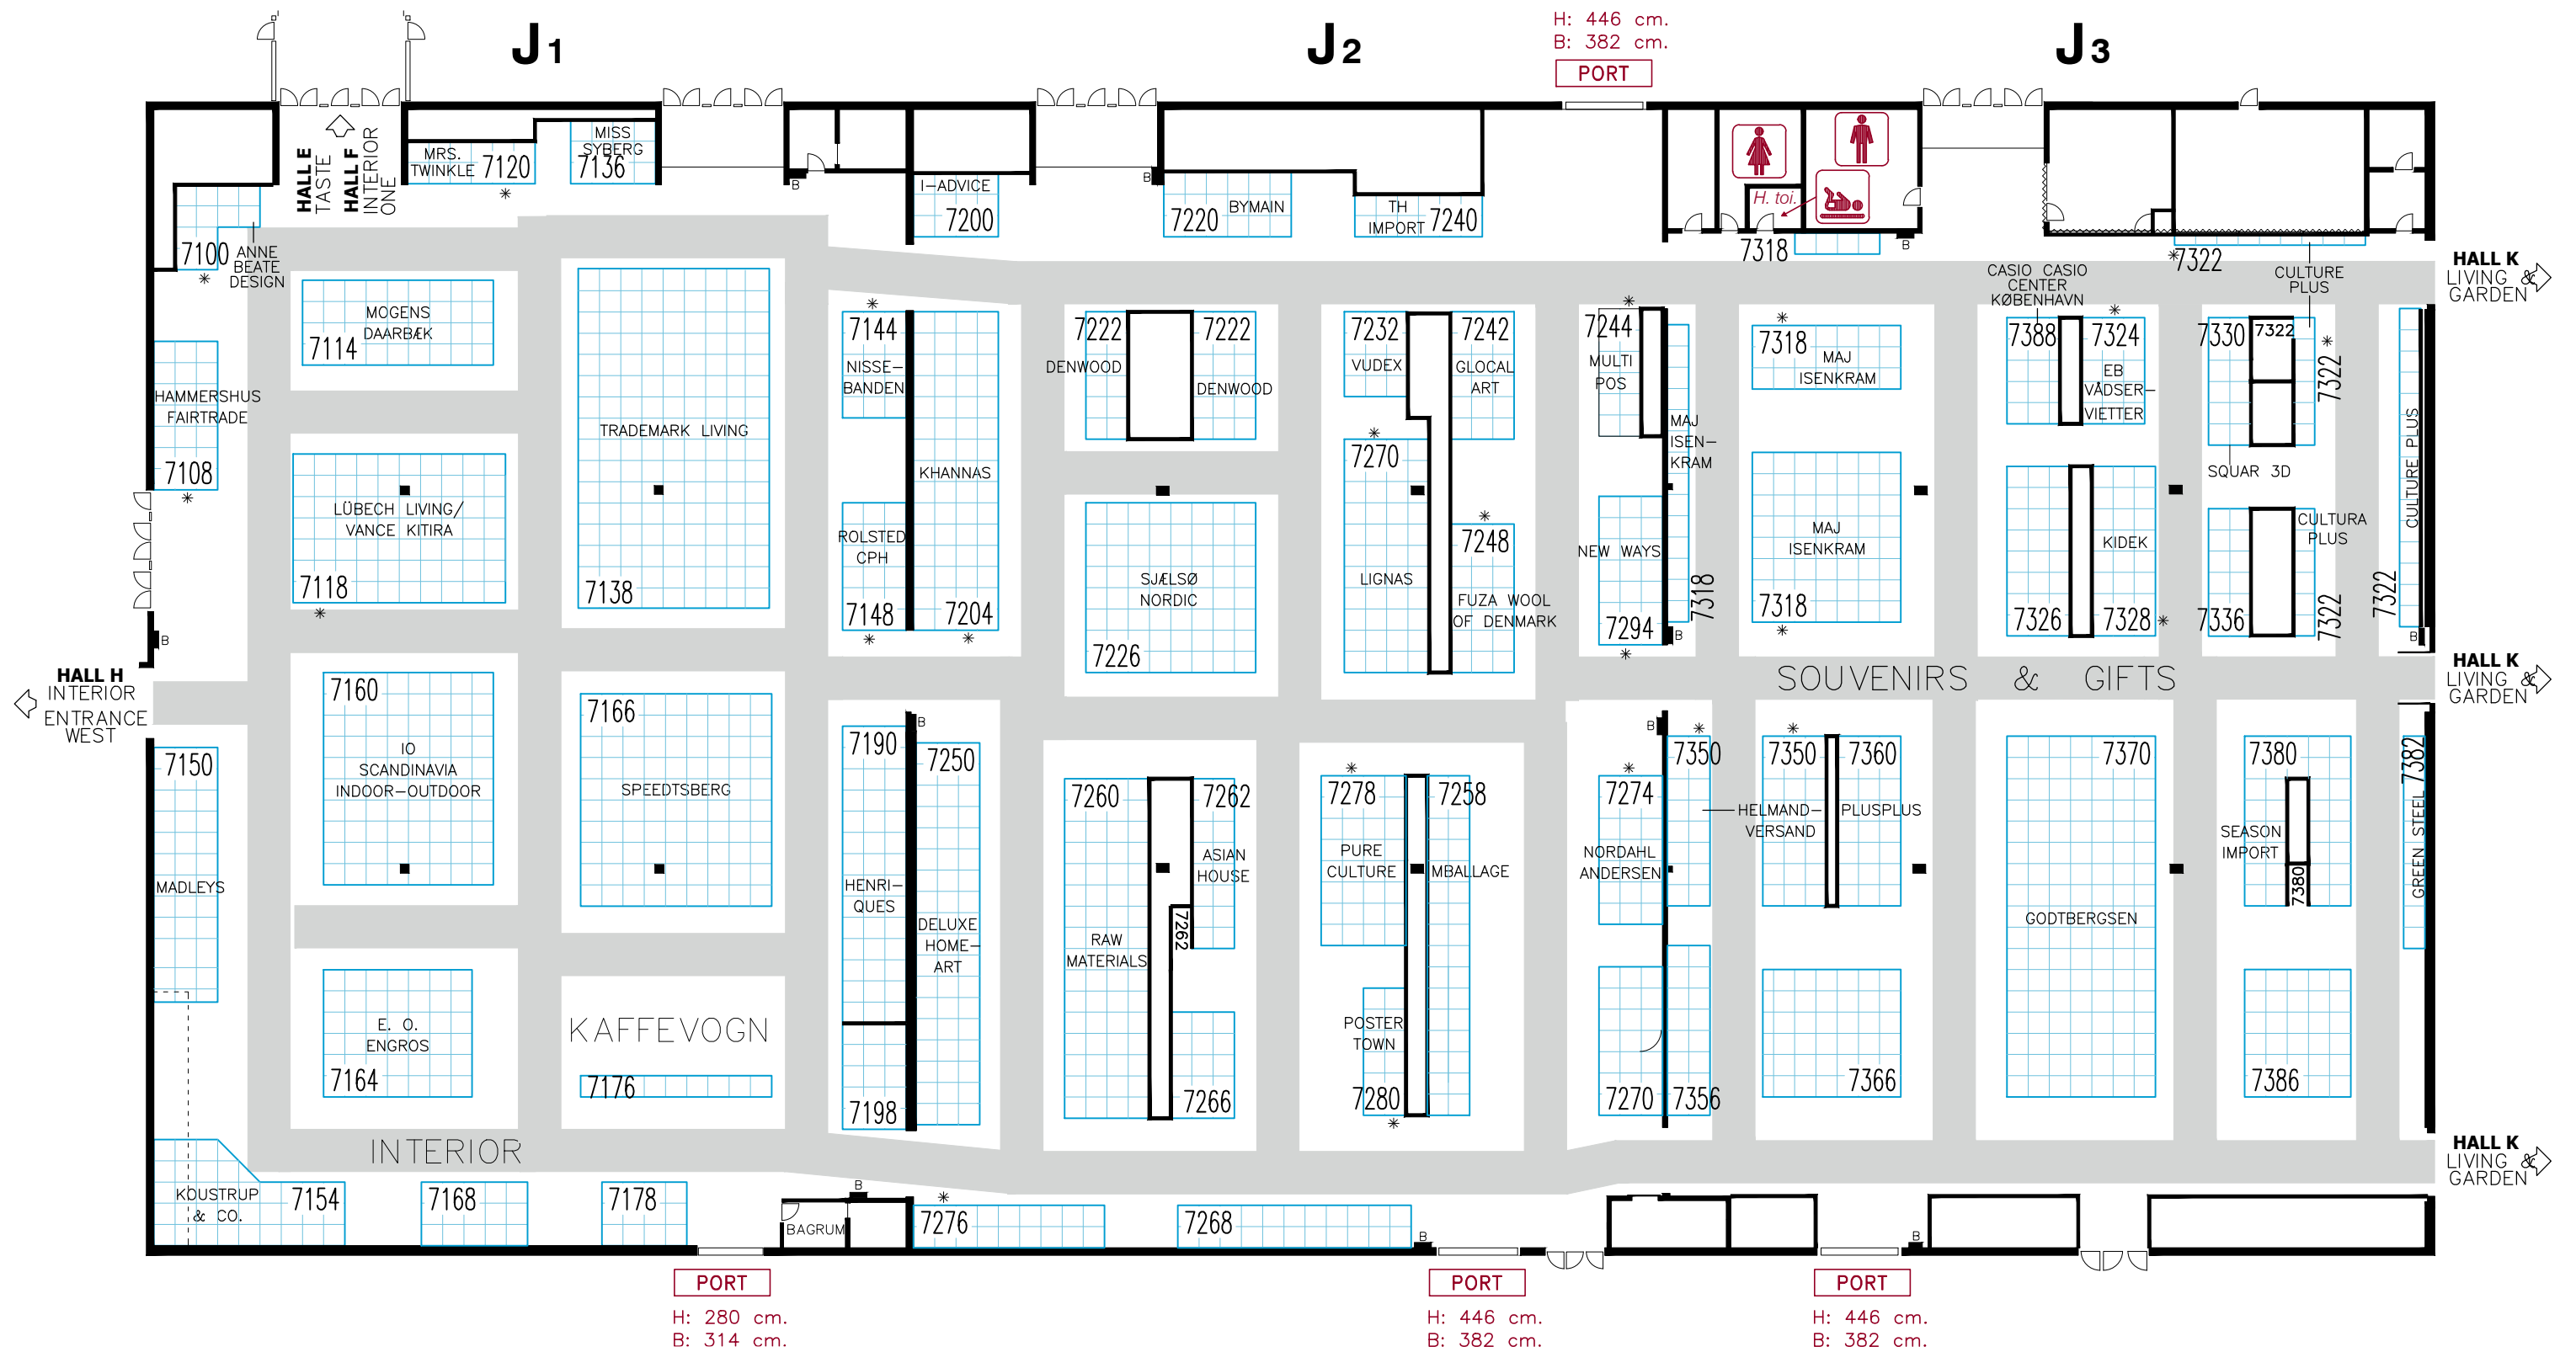 J1
J2
J3
H: 446 cm.
B: 382 cm.
PORT
HALL E
TASTE
HALL F
INTERIOR
ONE
MRS.
TWINKLE
7120
*
MISS
SYBERG
7136
B
B
I-ADVICE
7200
7220
BYMAIN
TH
IMPORT
7240
H. toi.
7318
B
*
7322
CULTURE
PLUS
HALL K
LIVING &
GARDEN
7100
*
ANNE
BEATE
DESIGN
MOGENS
DAARBÆK
7114
HAMMERSHUS
FAIRTRADE
7108
*
LÜBECH LIVING/
VANCE KITIRA
7118
*
TRADEMARK LIVING
7138
*
7144
NISSE-
BANDEN
KHANNAS
ROLSTED
CPH
7148
*
7204
*
7222
DENWOOD
7222
DENWOOD
SJÆLSØ
NORDIC
7226
7232
VUDEX
7242
GLOCAL
ART
*
7270
LIGNAS
*
7248
FUZA WOOL
OF DENMARK
*
7244
MULTI
POS
MAJ
ISEN-
KRAM
7318
NEW WAYS
7294
*
B
*
7318
MAJ
ISENKRAM
MAJ
ISENKRAM
7318
*
CASIO CASIO
CENTER
KØBENHAVN
7388
*
7324
EB
VÅDSER-
VIETTER
KIDEK
7326
7328
*
7330
7322
*
7322
SQUAR 3D
CULTURA
PLUS
7336
7322
CULTURE PLUS
7322
B
B
HALL H
INTERIOR
ENTRANCE
WEST
SOUVENIRS & GIFTS
HALL K
LIVING &
GARDEN
7160
IO
SCANDINAVIA
INDOOR-OUTDOOR
7166
SPEEDTSBERG
7150
MADLEYS
E. O.
ENGROS
7164
KAFFEVOGN
7176
B
7190
HENRI-
QUES
7198
7250
DELUXE
HOME-
ART
7260
RAW
MATERIALS
7262
ASIAN
HOUSE
7262
7266
*
7278
PURE
CULTURE
7258
MBALLAGE
POSTER
TOWN
7280
*
B
*
7274
NORDAHL
ANDERSEN
7270
*
7350
*
7350
HELMAND-
VERSAND
7360
PLUSPLUS
7356
7366
7370
GODTBERGSEN
7380
SEASON
IMPORT
7380
7386
7382
GREEN STEEL
INTERIOR
HALL K
LIVING &
GARDEN
KOUSTRUP
& CO.
7154
7168
7178
B
BAGRUM
*
7276
7268
B
B
PORT
H: 280 cm.
B: 314 cm.
PORT
H: 446 cm.
B: 382 cm.
PORT
H: 446 cm.
B: 382 cm.